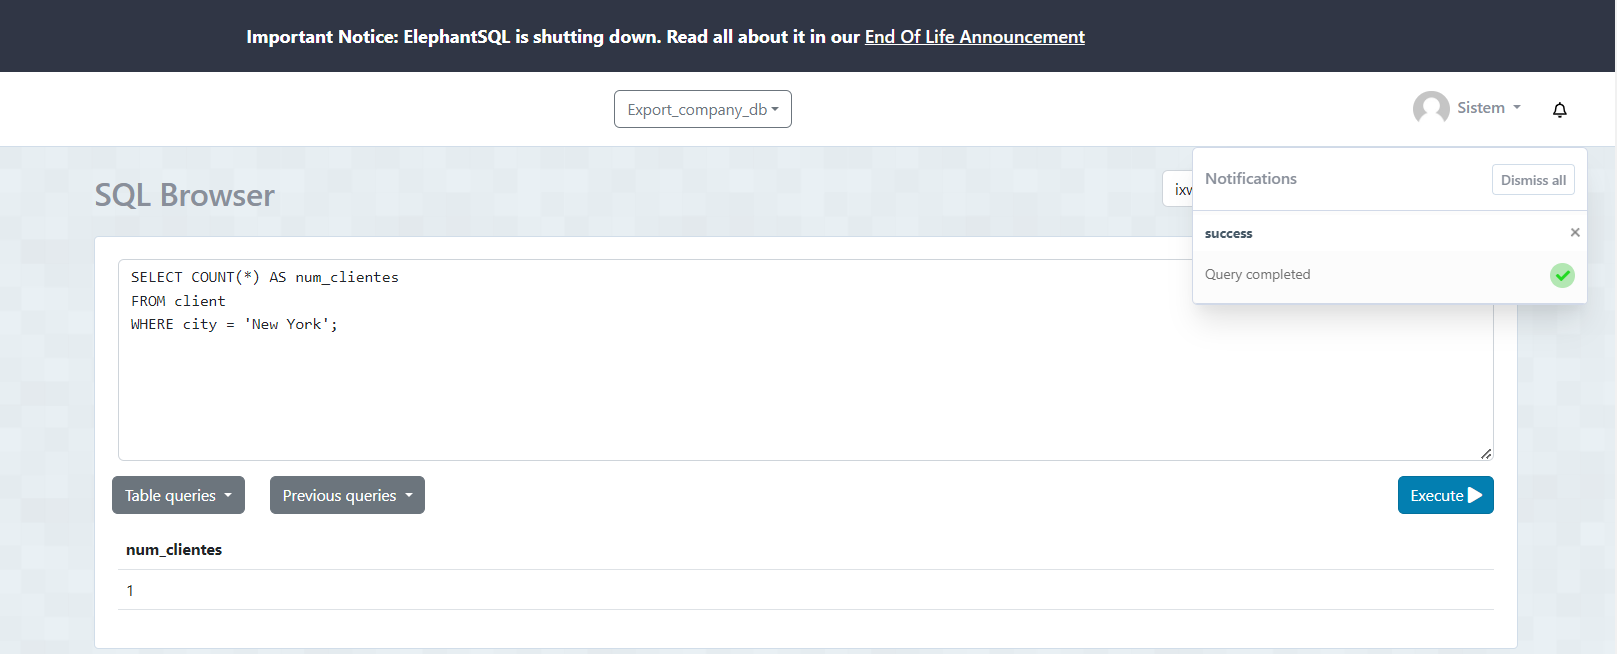 Important Notice: ElephantSQL is shutting down. Read all about it in our End Of Life Announcement
Export_company_db
Sistem
SQL Browser
Notifications
Dismiss all
success
Query completed
SELECT COUNT(*) AS num_clientes
FROM client
WHERE city = 'New York';
Table queries
Previous queries
Execute
num_clientes
1